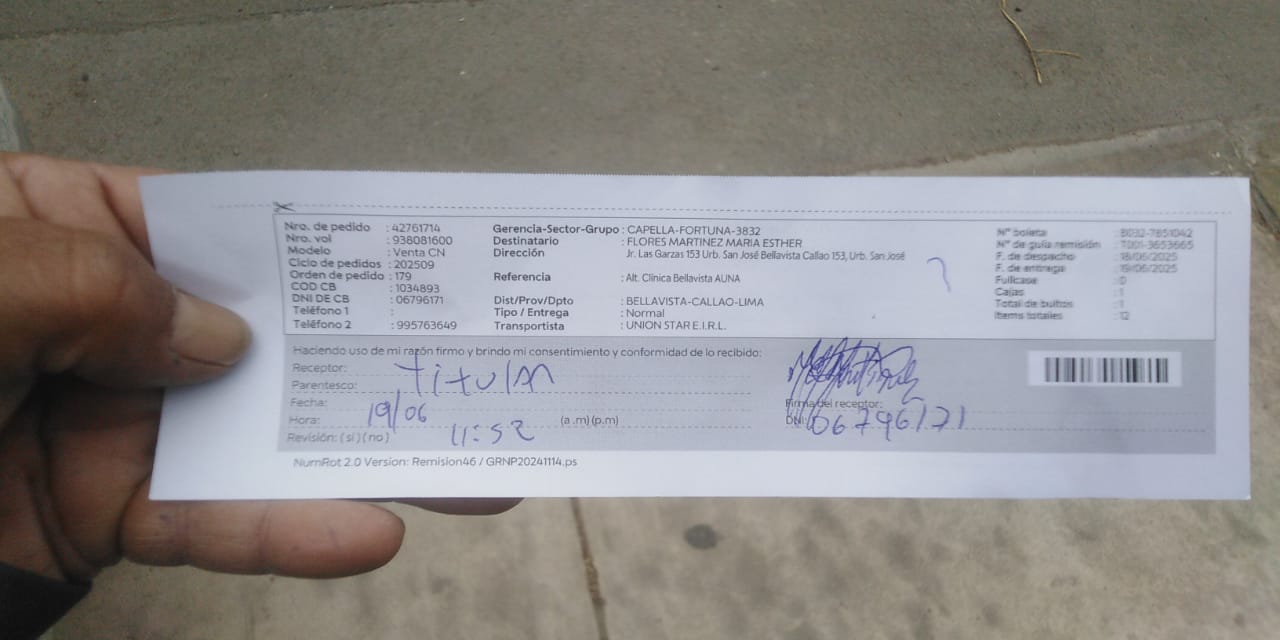 Nro. de pedido : 42761714
Nro. vol : 938081600
Modelo : Venta CN
Ciclo de pedidos : 202509
Orden de pedido : 179
COD CB : 1034893
DNI DE CB : 06796171
Teléfono 1 :
Teléfono 2 : 995763649
Gerencia-Sector-Grupo : CAPELLA-FORTUNA-3832
Destinatario : FLORES MARTINEZ MARIA ESTHER
Dirección Jr. Las Garzas 153 Urb. San José Bellavista Callao 153, Urb. San José
Referencia : Alt. Clínica Bellavista AUNA
Dist/Prov/Dpto : BELLAVISTA-CALLAO-LIMA
Tipo / Entrega : Normal
Transportista : UNION STAR E.I.R.L.
N° boleta : B032-7851042
N° de guía remisión : T001-3653665
F. de despacho : 18/06/2025
F. de entrega : 19/06/2025
Fullcase : 0
Cajas : 1
Total de bultos : 1
Items totales : 12
Haciendo uso de mi razón firmo y brindo mi consentimiento y conformidad de lo recibido:
Receptor: titular
Parentesco:
Fecha: 19/06
Hora: 11:52 (a.m)(p.m)
Revisión: (si)(no)
Firma del receptor:
DNI: 06796171
NumRot 2.0 Version: Remision46 / GRNP20241114.ps